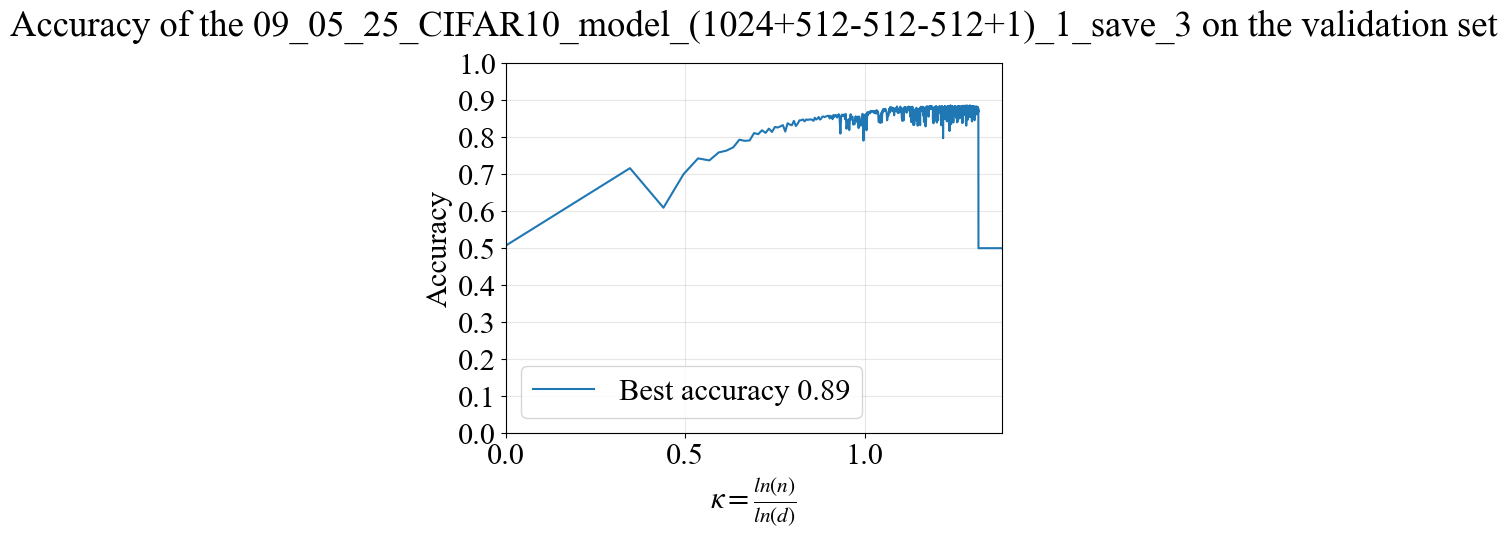 Accuracy of the 09_05_25_CIFAR10_model_(1024+512-512-512+1)_1_save_3 on the validation set
1.0
0.9
0.8
0.7
0.6
0.5
0.4
0.3
0.2
0.1
0.0
Accuracy
Best accuracy 0.89
0.0 0.5 1.0
κ = ln(n)/ln(d)